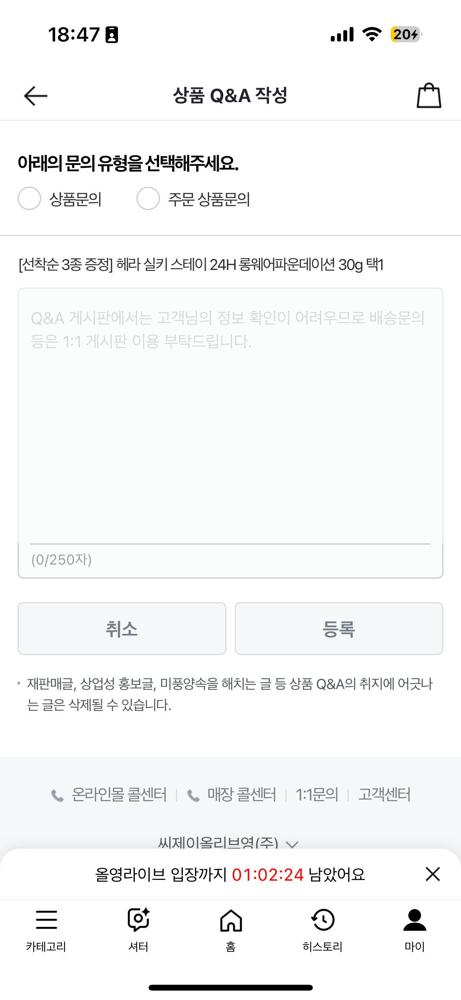 18:47
20
상품 Q&A 작성
아래의 문의 유형을 선택해주세요.
상품문의 주문 상품문의
[선착순 3종 증정] 헤라 실키 스테이 24H 롱웨어파운데이션 30g 택1
Q&A 게시판에서는 고객님의 정보 확인이 어려우므로 배송문의
등은 1:1 게시판 이용 부탁드립니다.
(0/250자)
취소 등록
재판매글, 상업성 홍보글, 미풍양속을 해치는 글 등 상품 Q&A의 취지에 어긋나
는 글은 삭제될 수 있습니다.
온라인몰 콜센터 매장 콜센터 1:1문의 고객센터
씨제이올리브영(주)
올영라이브 입장까지 01:02:24 남았어요
카테고리 셔터 홈 히스토리 마이